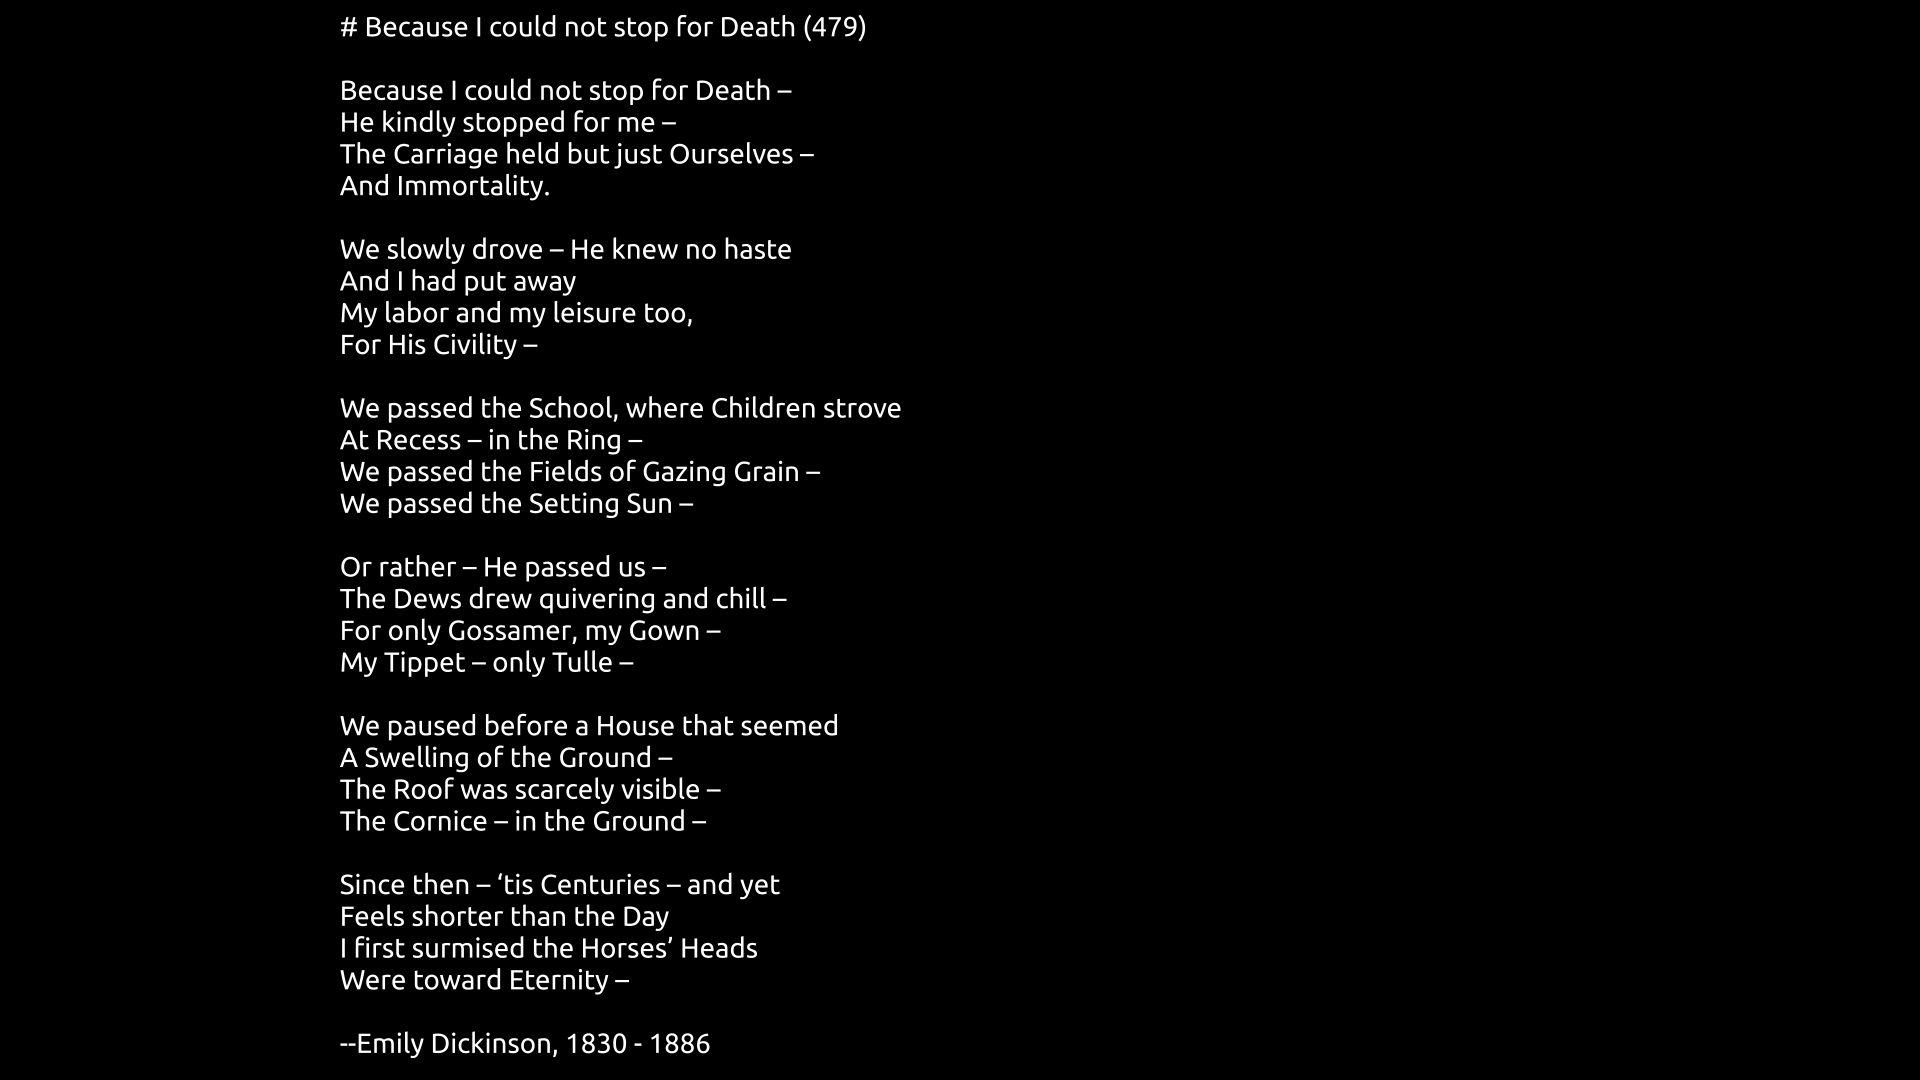 # Because I could not stop for Death (479)

Because I could not stop for Death –
He kindly stopped for me –
The Carriage held but just Ourselves –
And Immortality.

We slowly drove – He knew no haste
And I had put away
My labor and my leisure too,
For His Civility –

We passed the School, where Children strove
At Recess – in the Ring –
We passed the Fields of Gazing Grain –
We passed the Setting Sun –

Or rather – He passed us –
The Dews drew quivering and chill –
For only Gossamer, my Gown –
My Tippet – only Tulle –

We paused before a House that seemed
A Swelling of the Ground –
The Roof was scarcely visible –
The Cornice – in the Ground –

Since then – ‘tis Centuries – and yet
Feels shorter than the Day
I first surmised the Horses’ Heads
Were toward Eternity –

--Emily Dickinson, 1830 - 1886